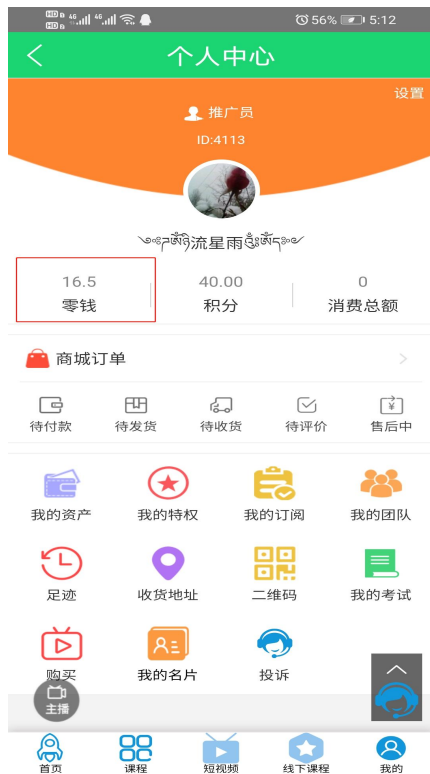 56% 5:12
个人中心
设置
推广员
ID:4113
流星雨
16.5 40.00 0
零钱 积分 消费总额
商城订单
待付款 待发货 待收货 待评价 售后中
我的资产 我的特权 我的订阅 我的团队
足迹 收货地址 二维码 我的考试
购买 我的名片 投诉
主播
首页 课程 短视频 线下课程 我的